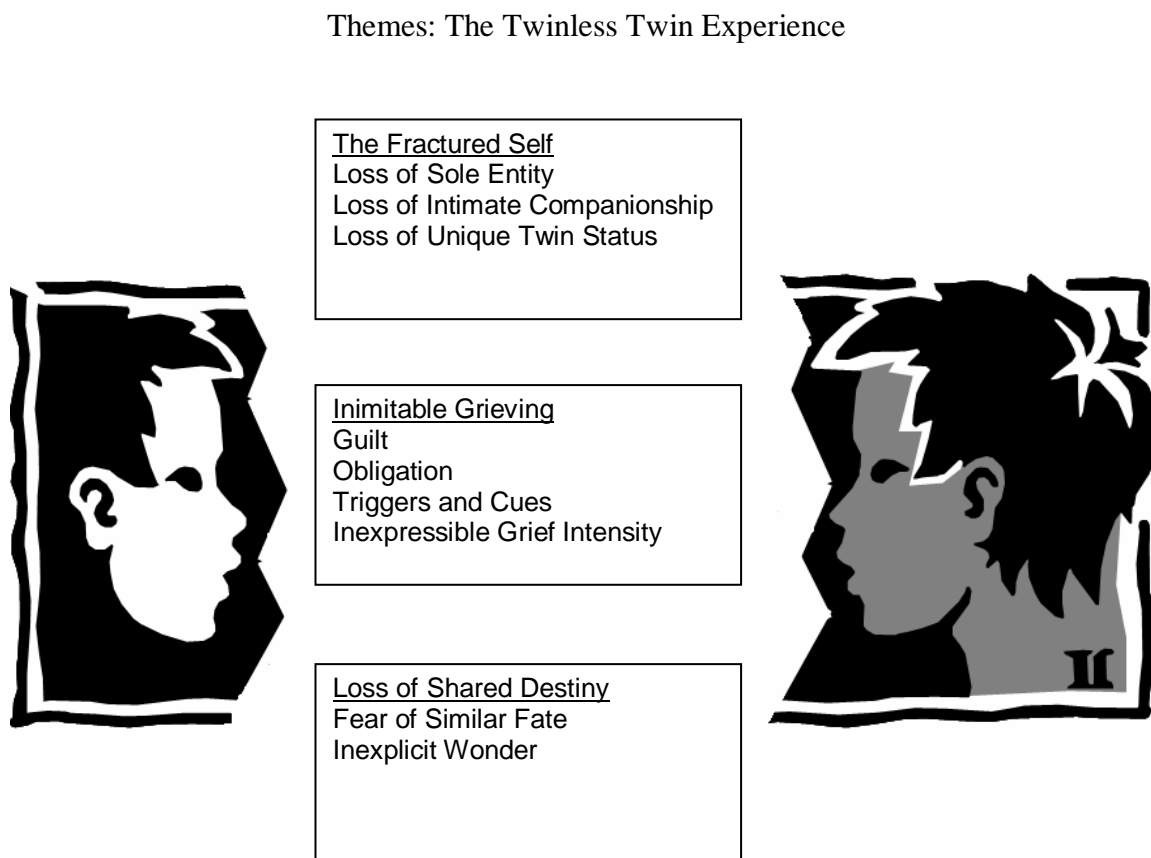 Themes: The Twinless Twin Experience
The Fractured Self
Loss of Sole Entity
Loss of Intimate Companionship
Loss of Unique Twin Status
Inimitable Grieving
Guilt
Obligation
Triggers and Cues
Inexpressible Grief Intensity
Loss of Shared Destiny
Fear of Similar Fate
Inexplicit Wonder
II